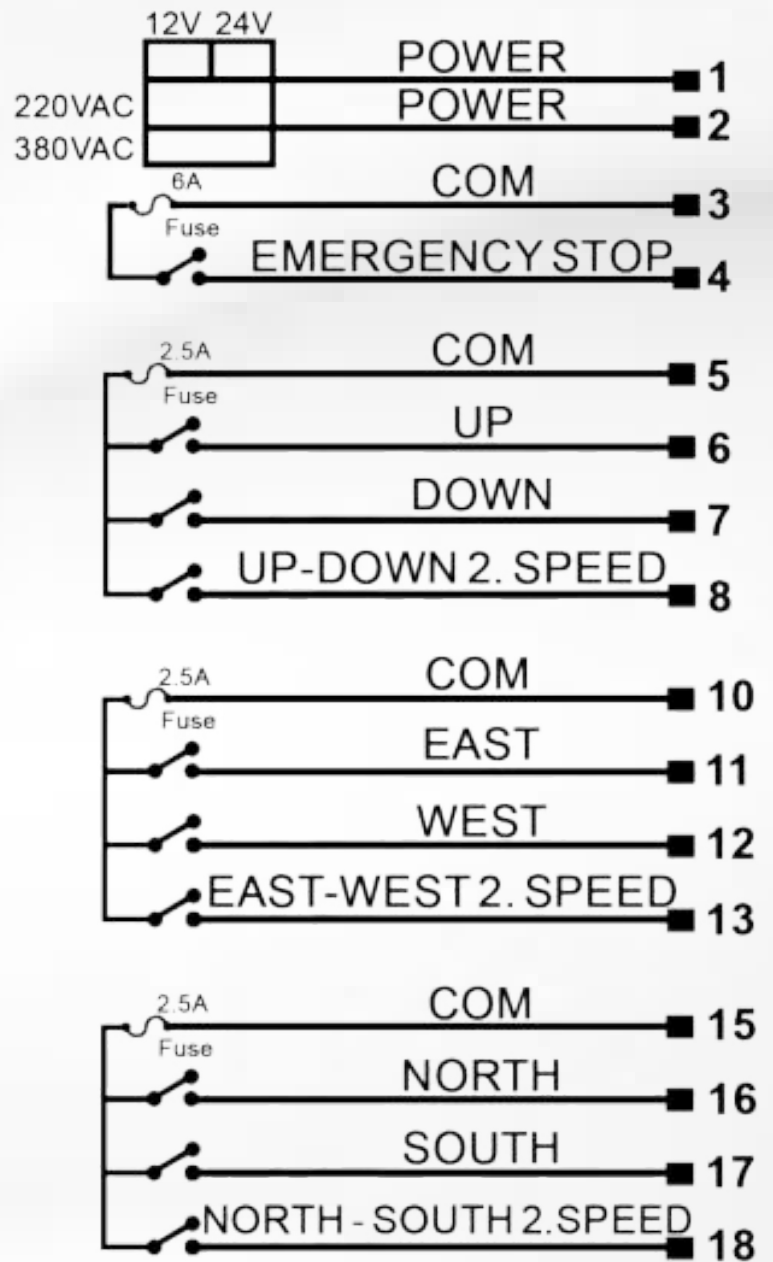 12V 24V
POWER 1
220VAC POWER 2
380VAC
6A COM 3
Fuse
EMERGENCY STOP 4
2.5A COM 5
Fuse
UP 6
DOWN 7
UP-DOWN 2. SPEED 8
2.5A COM 10
Fuse
EAST 11
WEST 12
EAST-WEST 2. SPEED 13
2.5A COM 15
Fuse
NORTH 16
SOUTH 17
NORTH - SOUTH 2.SPEED 18